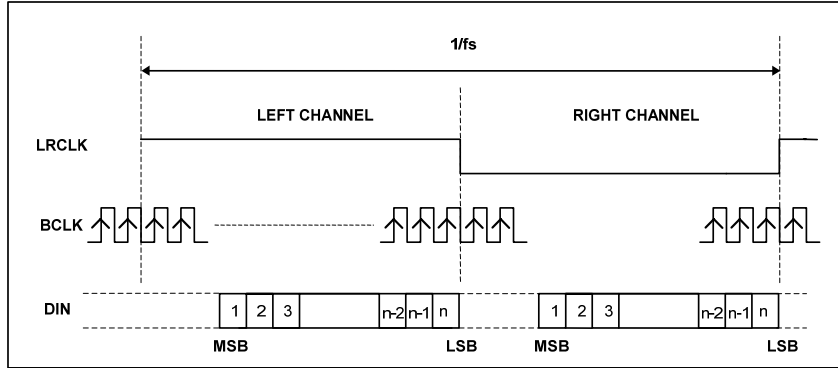 1/fs
LEFT CHANNEL
RIGHT CHANNEL
LRCLK
BCLK
DIN
1 2 3 n-2 n-1 n 1 2 3 n-2 n-1 n
MSB LSB MSB LSB